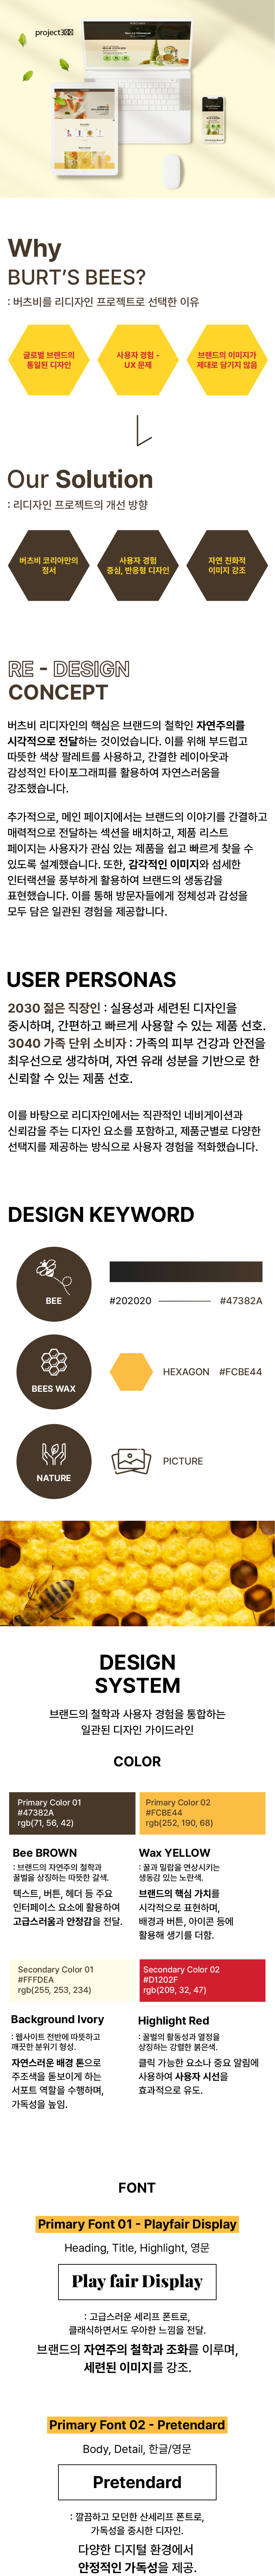 project300
Why
BURT'S BEES?
: 버츠비를 리디자인 프로젝트로 선택한 이유
글로벌 브랜드의
통일된 디자인
사용자 경험 -
UX 문제
브랜드의 이미지가
제대로 담기지 않음
Our Solution
: 리디자인 프로젝트의 개선 방향
버츠비 코리아만의
정서
사용자 경험
중심, 반응형 디자인
자연 친화적
이미지 강조
RE - DESIGN
CONCEPT
버츠비 리디자인의 핵심은 브랜드의 철학인 자연주의를
시각적으로 전달하는 것이었습니다. 이를 위해 부드럽고
따뜻한 색상 팔레트를 사용하고, 간결한 레이아웃과
감성적인 타이포그래피를 활용하여 자연스러움을
강조했습니다.
추가적으로, 메인 페이지에서는 브랜드의 이야기를 간결하고
매력적으로 전달하는 섹션을 배치하고, 제품 리스트
페이지는 사용자가 관심 있는 제품을 쉽고 빠르게 찾을 수
있도록 설계했습니다. 또한, 감각적인 이미지와 섬세한
인터랙션을 풍부하게 활용하여 브랜드의 생동감을
표현했습니다. 이를 통해 방문자들에게 정체성과 감성을
모두 담은 일관된 경험을 제공합니다.
USER PERSONAS
2030 젊은 직장인 : 실용성과 세련된 디자인을
중시하며, 간편하고 빠르게 사용할 수 있는 제품 선호.
3040 가족 단위 소비자 : 가족의 피부 건강과 안전을
최우선으로 생각하며, 자연 유래 성분을 기반으로 한
신뢰할 수 있는 제품 선호.
이를 바탕으로 리디자인에서는 직관적인 네비게이션과
신뢰감을 주는 디자인 요소를 포함하고, 제품군별로 다양한
선택지를 제공하는 방식으로 사용자 경험을 적화했습니다.
DESIGN KEYWORD
BEE
#202020
#47382A
BEES WAX
HEXAGON #FCBE44
NATURE
PICTURE
DESIGN
SYSTEM
브랜드의 철학과 사용자 경험을 통합하는
일관된 디자인 가이드라인
COLOR
Primary Color 01
#47382A
rgb(71, 56, 42)
Primary Color 02
#FCBE44
rgb(252, 190, 68)
Bee BROWN
: 브랜드의 자연주의 철학과
꿀벌을 상징하는 따뜻한 갈색.
텍스트, 버튼, 헤더 등 주요
인터페이스 요소에 활용하여
고급스러움과 안정감을 전달.
Wax YELLOW
: 꿀과 밀랍을 연상시키는
생동감 있는 노란색.
브랜드의 핵심 가치를
시각적으로 표현하며,
배경과 버튼, 아이콘 등에
활용해 생기를 더함.
Secondary Color 01
#FFFDEA
rgb(255, 253, 234)
Secondary Color 02
#D1202F
rgb(209, 32, 47)
Background Ivory
: 웹사이트 전반에 따뜻하고
깨끗한 분위기 형성.
자연스러운 배경 톤으로
주조색을 돋보이게 하는
서포트 역할을 수행하며,
가독성을 높임.
Highlight Red
: 꿀벌의 활동성과 열정을
상징하는 강렬한 붉은색.
클릭 가능한 요소나 중요 알림에
사용하여 사용자 시선을
효과적으로 유도.
FONT
Primary Font 01 - Playfair Display
Heading, Title, Highlight, 영문
Play fair Display
: 고급스러운 세리프 폰트로,
클래식하면서도 우아한 느낌을 전달.
브랜드의 자연주의 철학과 조화를 이루며,
세련된 이미지를 강조.
Primary Font 02 - Pretendard
Body, Detail, 한글/영문
Pretendard
: 깔끔하고 모던한 산세리프 폰트로,
가독성을 중시한 디자인.
다양한 디지털 환경에서
안정적인 가독성을 제공.